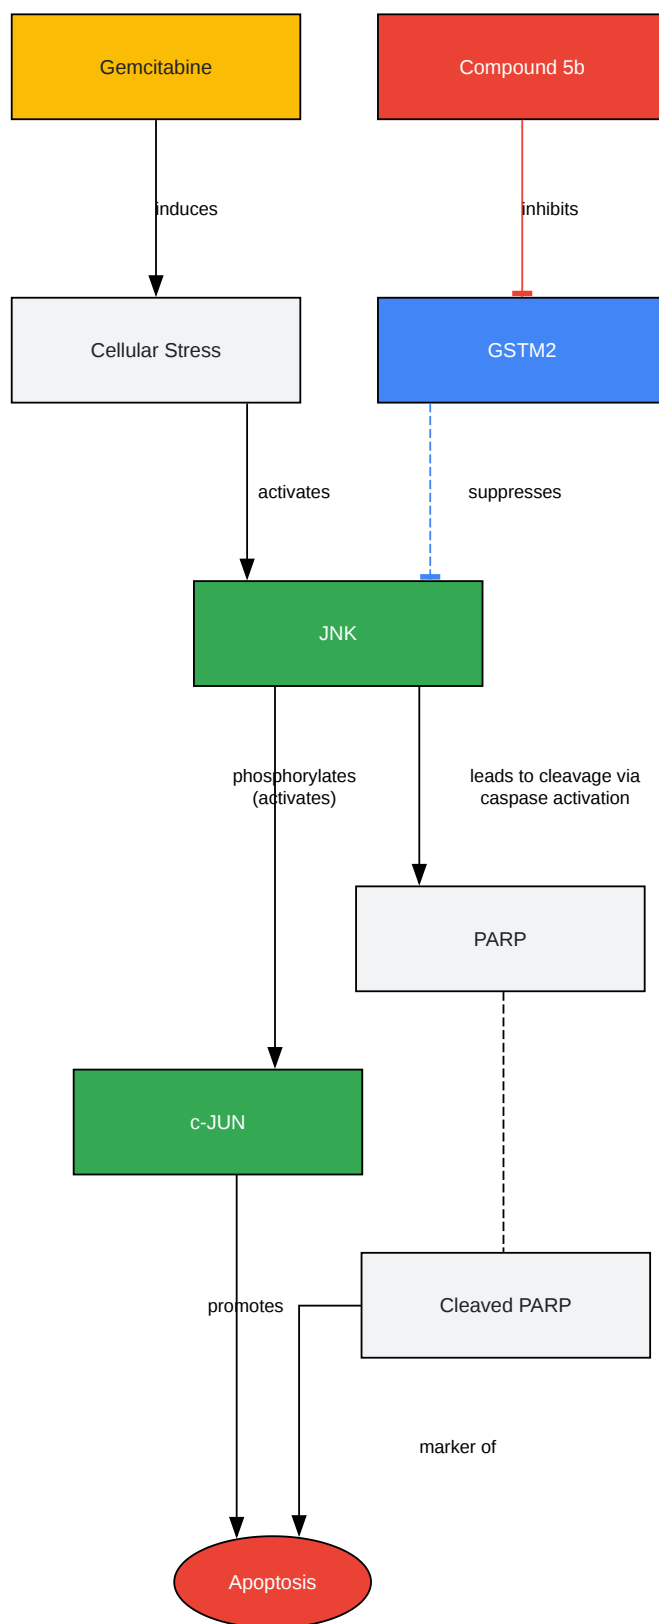 Gemcitabine
Compound 5b
induces
inhibits
Cellular Stress
GSTM2
activates
suppresses
JNK
phosphorylates
(activates)
leads to cleavage via
caspase activation
PARP
c-JUN
promotes
Cleaved PARP
marker of
Apoptosis